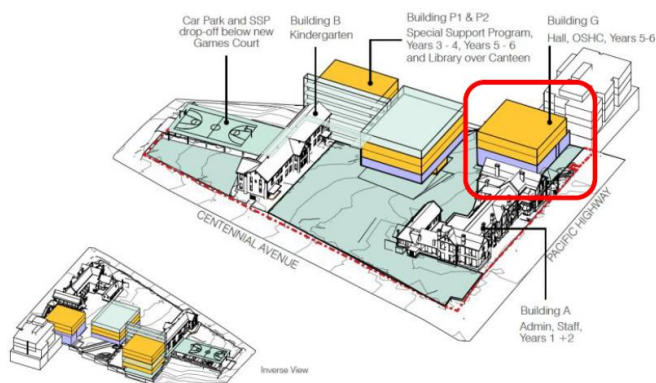 Car Park and SSP
drop-off below new
Games Court
Building B
Kindergarten
Building P1 & P2
Special Support Program,
Years 3 - 4, Years 5 - 6
and Library over Canteen
Building G
Hall, OSHC, Years 5-6
CENTENNIAL AVENUE
PACIFIC HIGHWAY
Building A
Admin, Staff,
Years 1 +2
Inverse View